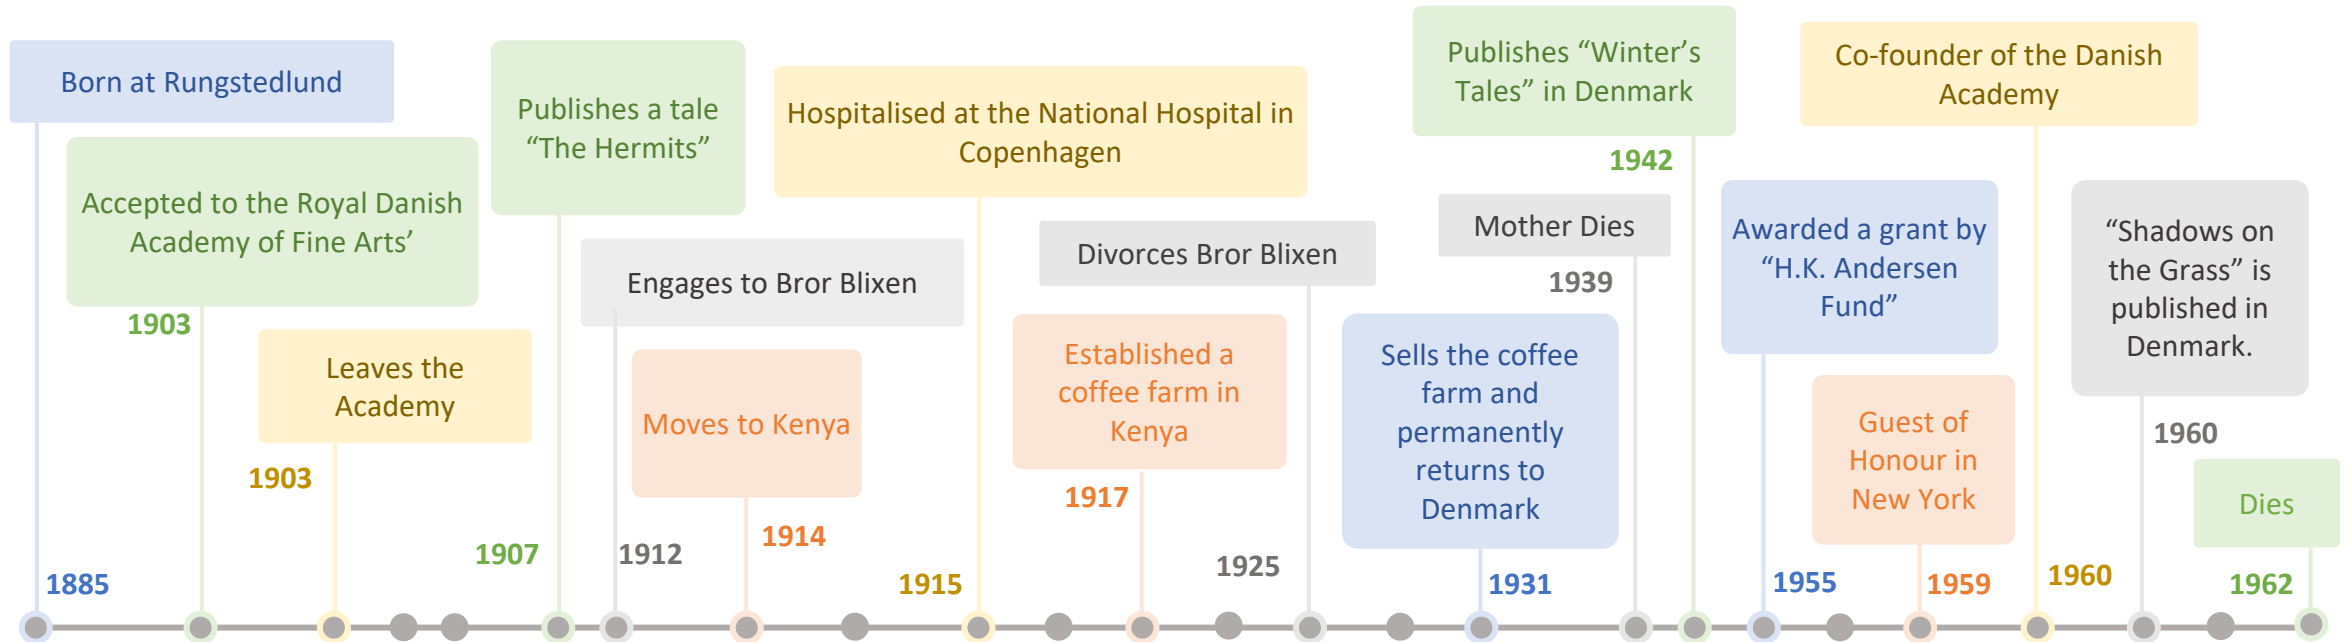 Born at Rungstedlund
1885
Accepted to the Royal Danish
Academy of Fine Arts’
1903
Leaves the
Academy
1903
Publishes a tale
“The Hermits”
1907
Engages to Bror Blixen
1912
Moves to Kenya
1914
Hospitalised at the National Hospital in
Copenhagen
1915
Established a
coffee farm in
Kenya
1917
Divorces Bror Blixen
1925
Sells the coffee
farm and
permanently
returns to
Denmark
1931
Mother Dies
1939
Publishes “Winter’s
Tales” in Denmark
1942
Awarded a grant by
“H.K. Andersen
Fund”
1955
Guest of
Honour in
New York
1959
Co-founder of the Danish
Academy
1960
“Shadows on
the Grass” is
published in
Denmark.
1960
Dies
1962